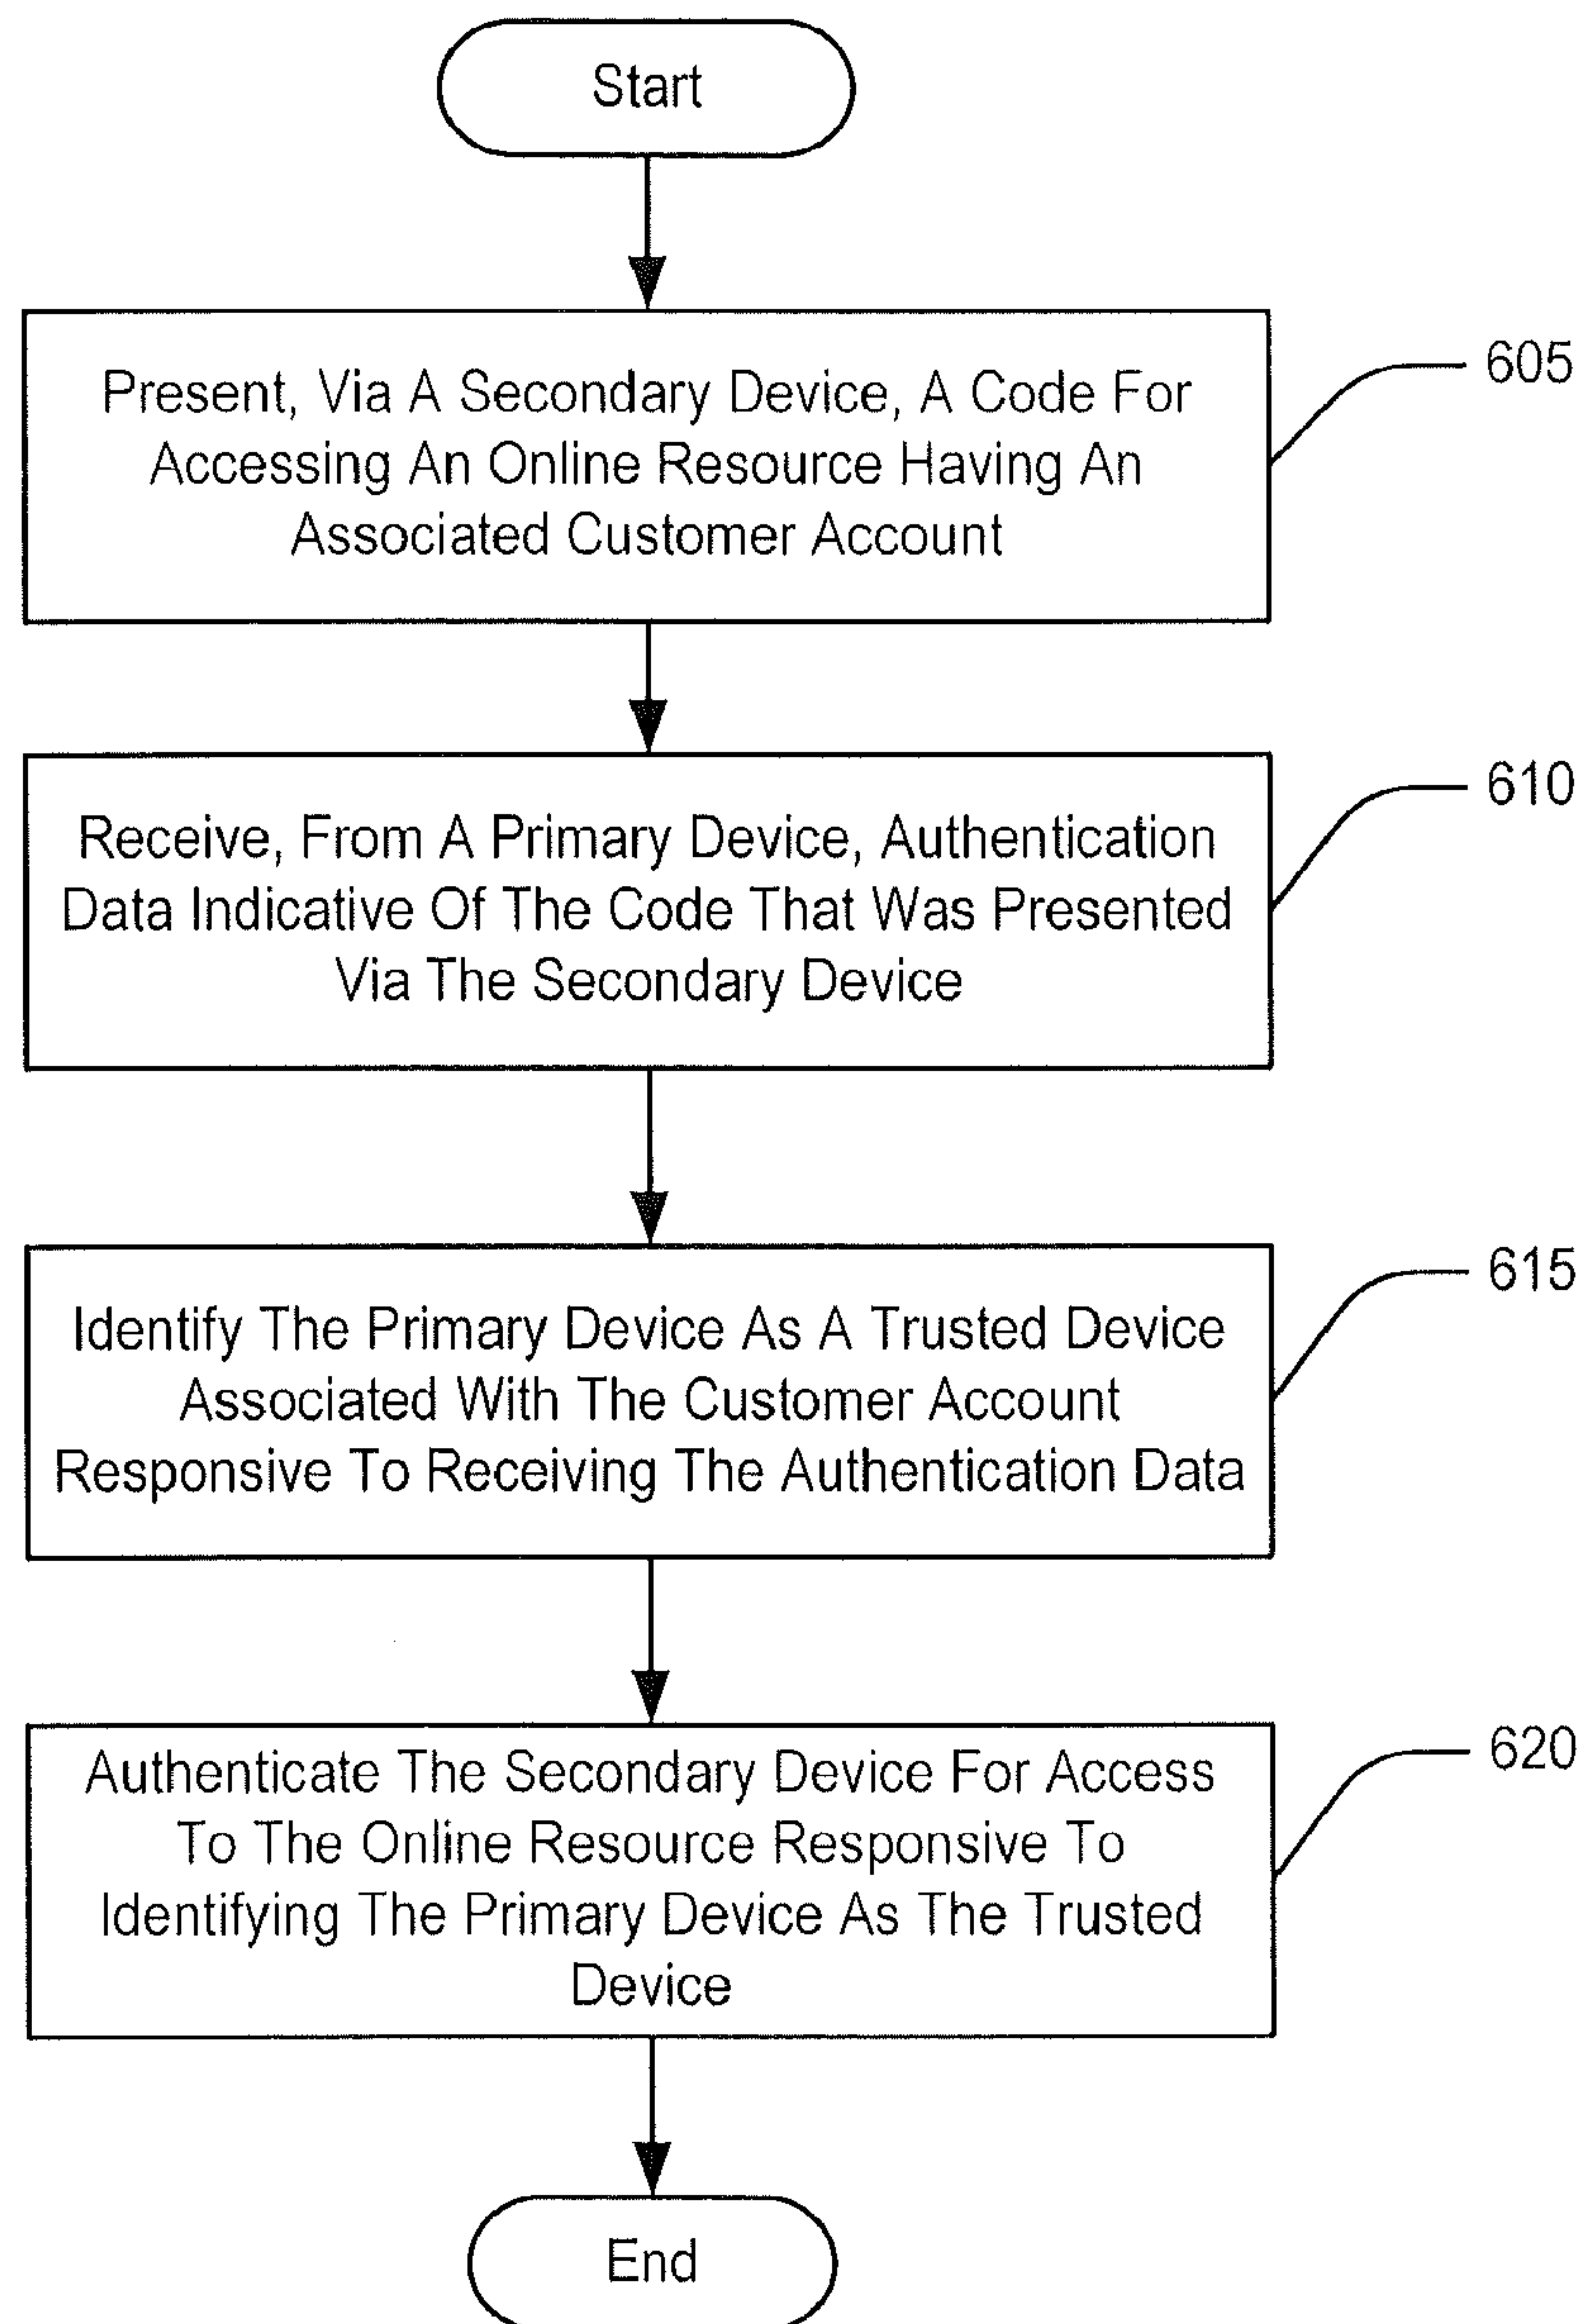 Start
Present, Via A Secondary Device, A Code For
Accessing An Online Resource Having An
Associated Customer Account
605
Receive, From A Primary Device, Authentication
Data Indicative Of The Code That Was Presented
Via The Secondary Device
610
Identify The Primary Device As A Trusted Device
Associated With The Customer Account
Responsive To Receiving The Authentication Data
615
Authenticate The Secondary Device For Access
To The Online Resource Responsive To
Identifying The Primary Device As The Trusted
Device
620
End